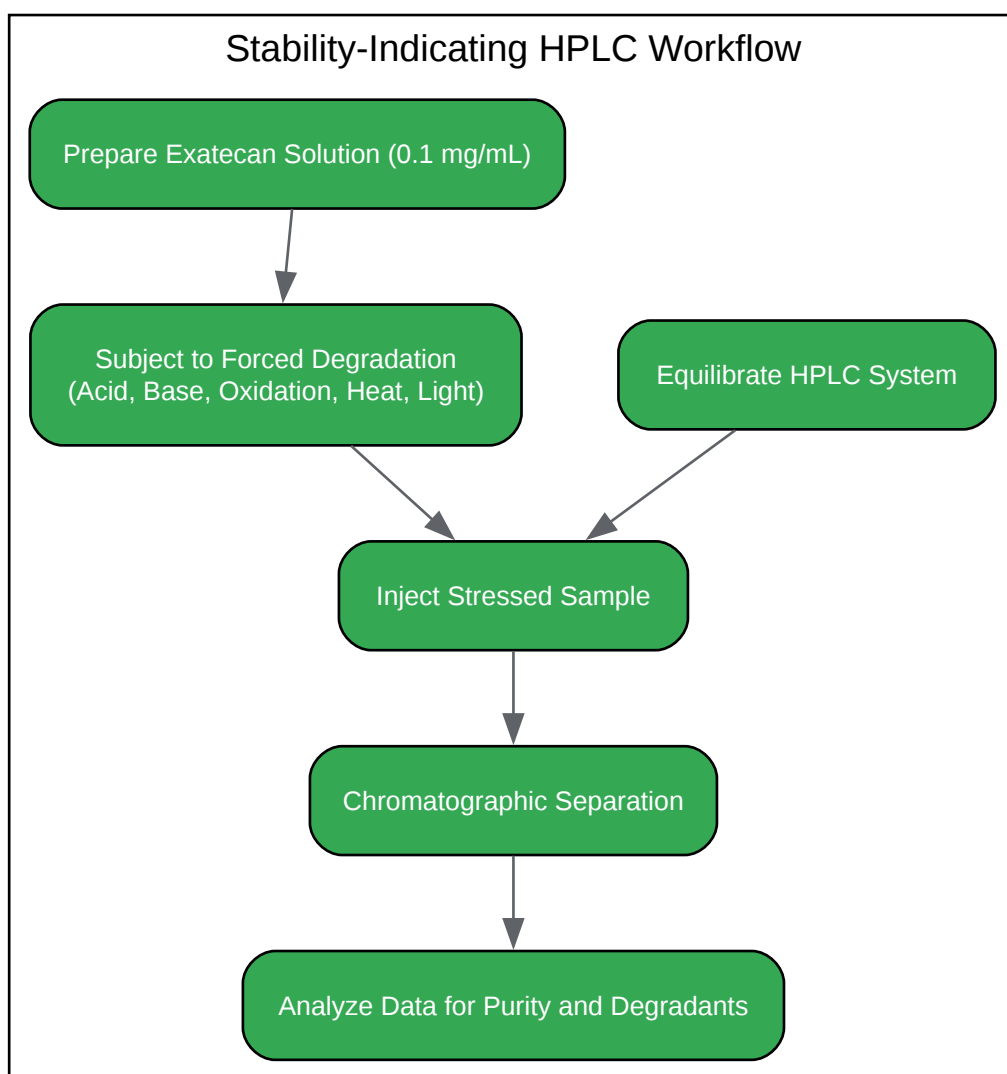 Stability-Indicating HPLC Workflow
Prepare Exatecan Solution (0.1 mg/mL)
Subject to Forced Degradation
(Acid, Base, Oxidation, Heat, Light)
Equilibrate HPLC System
Inject Stressed Sample
Chromatographic Separation
Analyze Data for Purity and Degradants